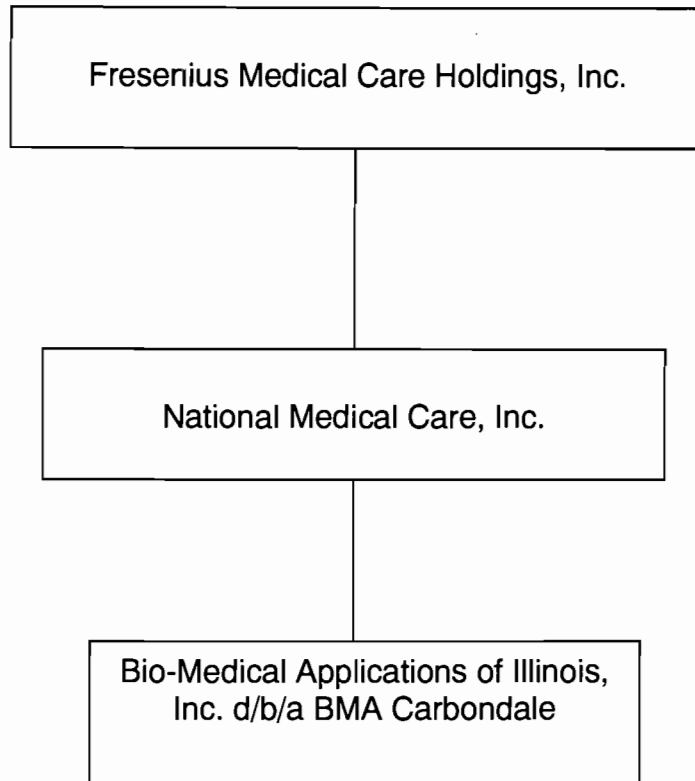 Fresenius Medical Care Holdings, Inc.
National Medical Care, Inc.
Bio-Medical Applications of Illinois,
Inc. d/b/a BMA Carbondale